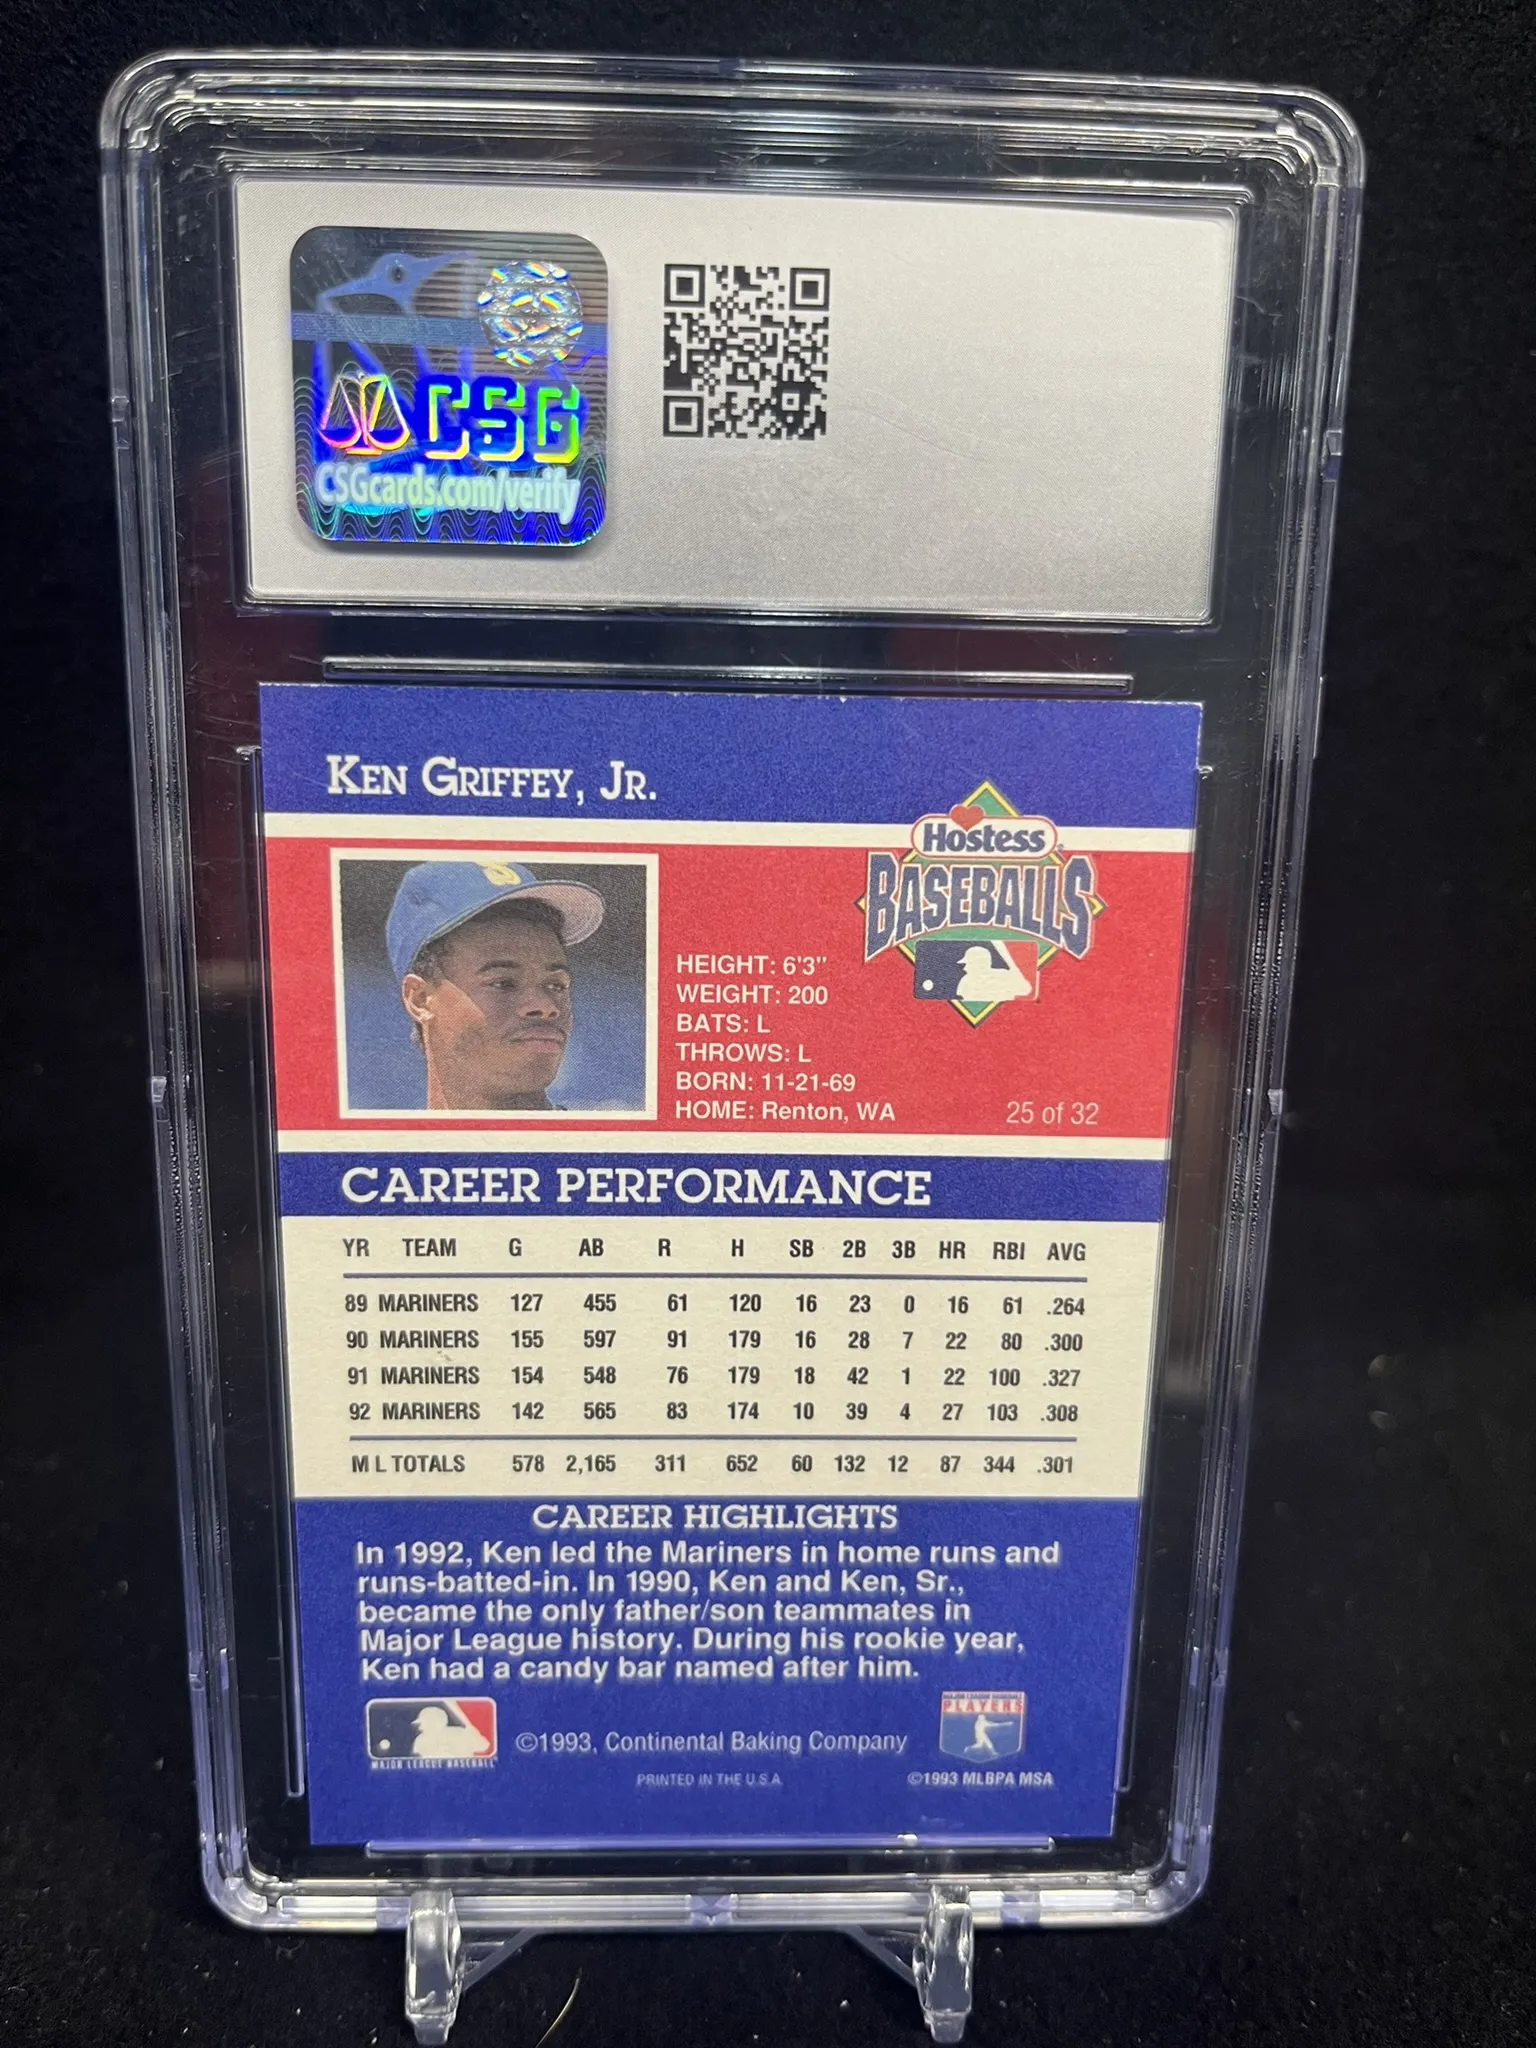 CSG
CSGcards.com/verify
KEN GRIFFEY, JR.
Hostess
BASEBALLS
HEIGHT: 6'3"
WEIGHT: 200
BATS: L
THROWS: L
BORN: 11-21-69
HOME: Renton, WA
25 of 32
CAREER PERFORMANCE
YR TEAM G AB R H SB 2B 3B HR RBI AVG
89 MARINERS 127 455 61 120 16 23 0 16 61 .264
90 MARINERS 155 597 91 179 16 28 7 22 80 .300
91 MARINERS 154 548 76 179 18 42 1 22 100 .327
92 MARINERS 142 565 83 174 10 39 4 27 103 .308
M L TOTALS 578 2,165 311 652 60 132 12 87 344 .301
CAREER HIGHLIGHTS
In 1992, Ken led the Mariners in home runs and
runs-batted-in. In 1990, Ken and Ken, Sr.,
became the only father/son teammates in
Major League history. During his rookie year,
Ken had a candy bar named after him.
MAJOR LEAGUE BASEBALL
©1993, Continental Baking Company
PRINTED IN THE U.S.A.
MAJOR LEAGUE BASEBALL
PLAYERS
©1993 MLBPA MSA